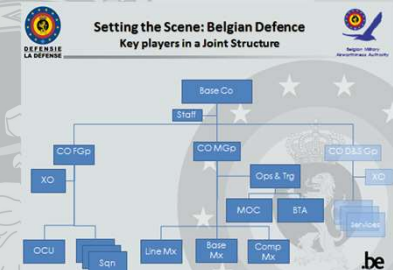 Setting the Scene: Belgian Defence
Key players in a Joint Structure
DEFENSIE
LA DEFENSE
Belgian Military
Airworthiness Authority
Base Co
Staff
CO FGp
CO MGp
CO D&S Gp
XO
Ops & Trg
XO
MOC
BTA
Services
OCU
Sqn
Line Mx
Base
Mx
Comp
Mx
.be